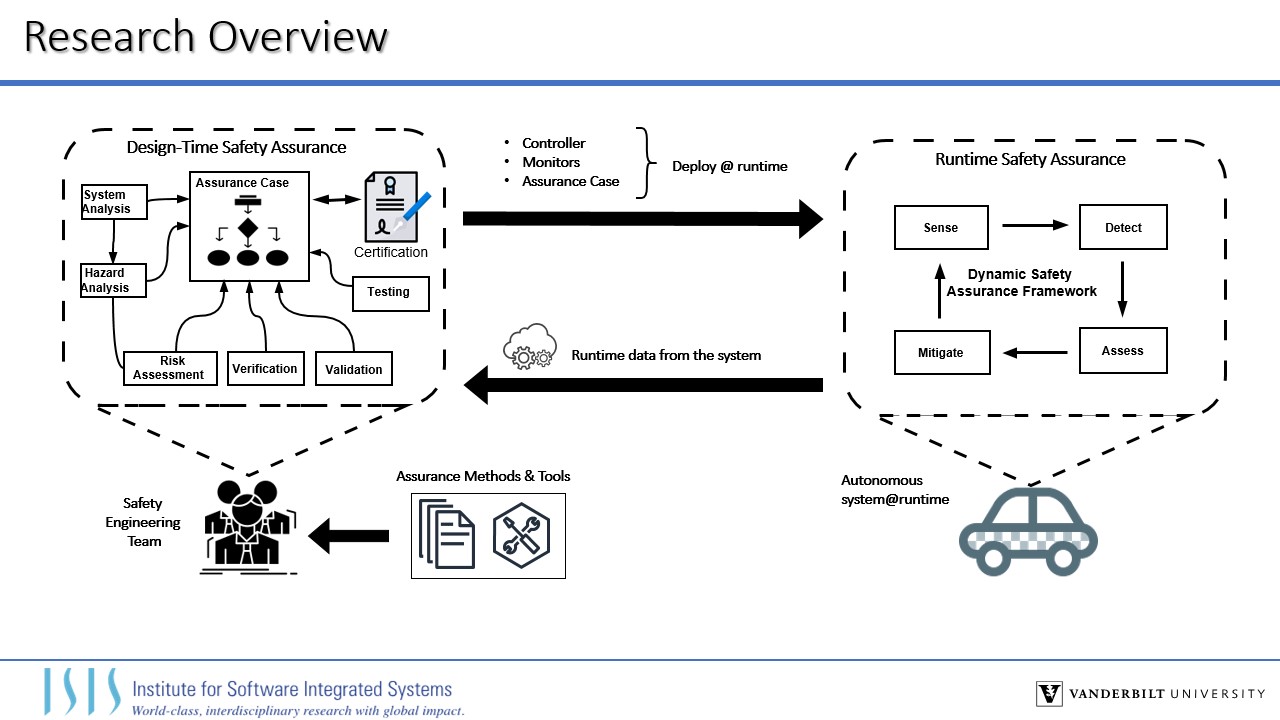 Research Overview
Design-Time Safety Assurance
System
Analysis
Hazard
Analysis
Assurance Case
Certification
Testing
Risk
Assessment
Verification
Validation
• Controller
• Monitors
• Assurance Case
Deploy @ runtime
Runtime data from the system
Runtime Safety Assurance
Sense
Detect
Dynamic Safety
Assurance Framework
Mitigate
Assess
Safety
Engineering
Team
Assurance Methods & Tools
Autonomous
system@runtime
ISIS
Institute for Software Integrated Systems
World-class, interdisciplinary research with global impact.
V
VANDERBILT UNIVERSITY